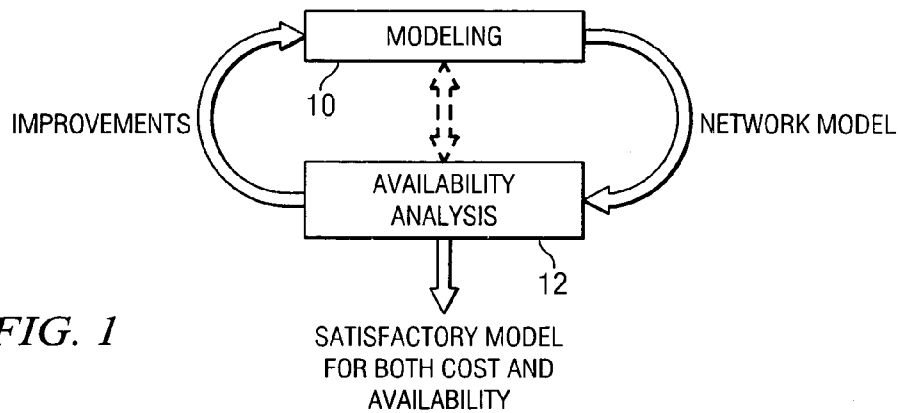 MODELING
10
IMPROVEMENTS
NETWORK MODEL
AVAILABILITY
ANALYSIS
12
FIG. 1
SATISFACTORY MODEL
FOR BOTH COST AND
AVAILABILITY